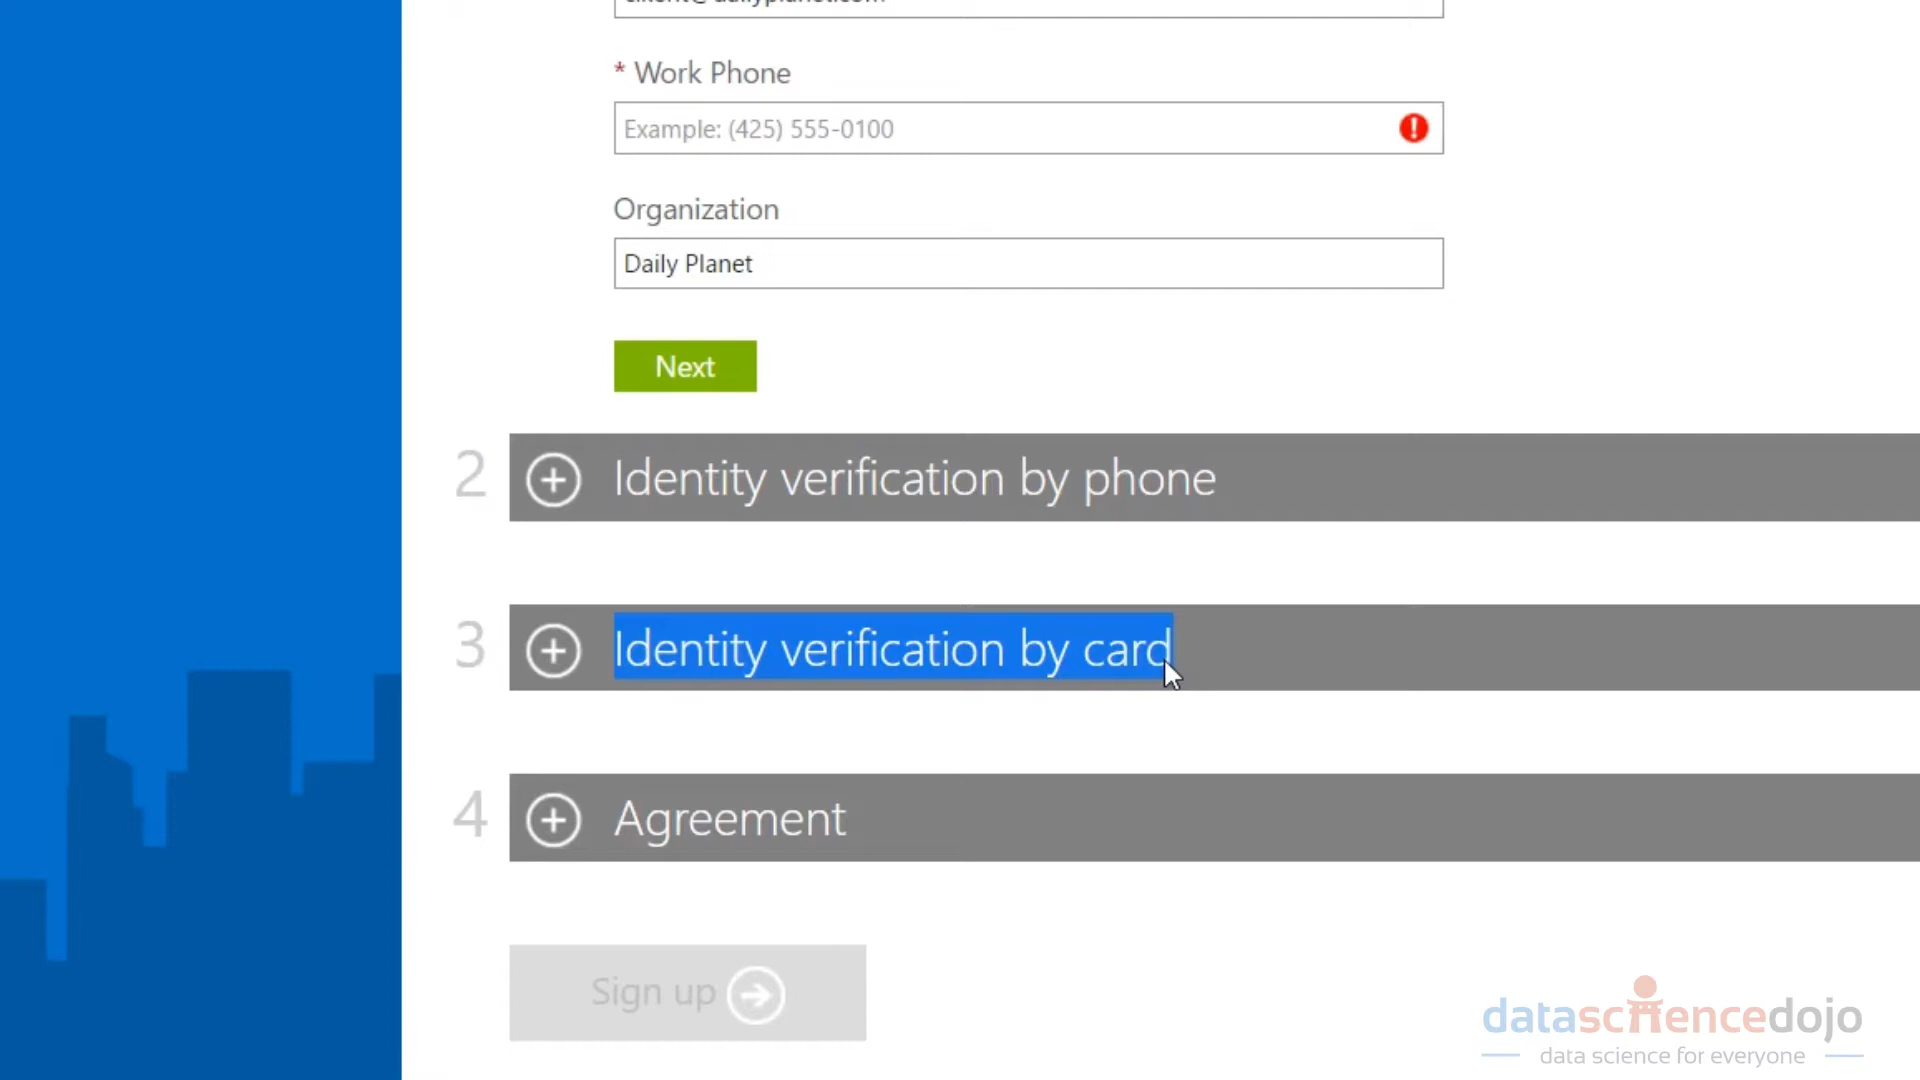 * Work Phone
Example: (425) 555-0100
Organization
Daily Planet
Next
2 Identity verification by phone
3 Identity verification by card
4 Agreement
Sign up
datasciencedojo
data science for everyone